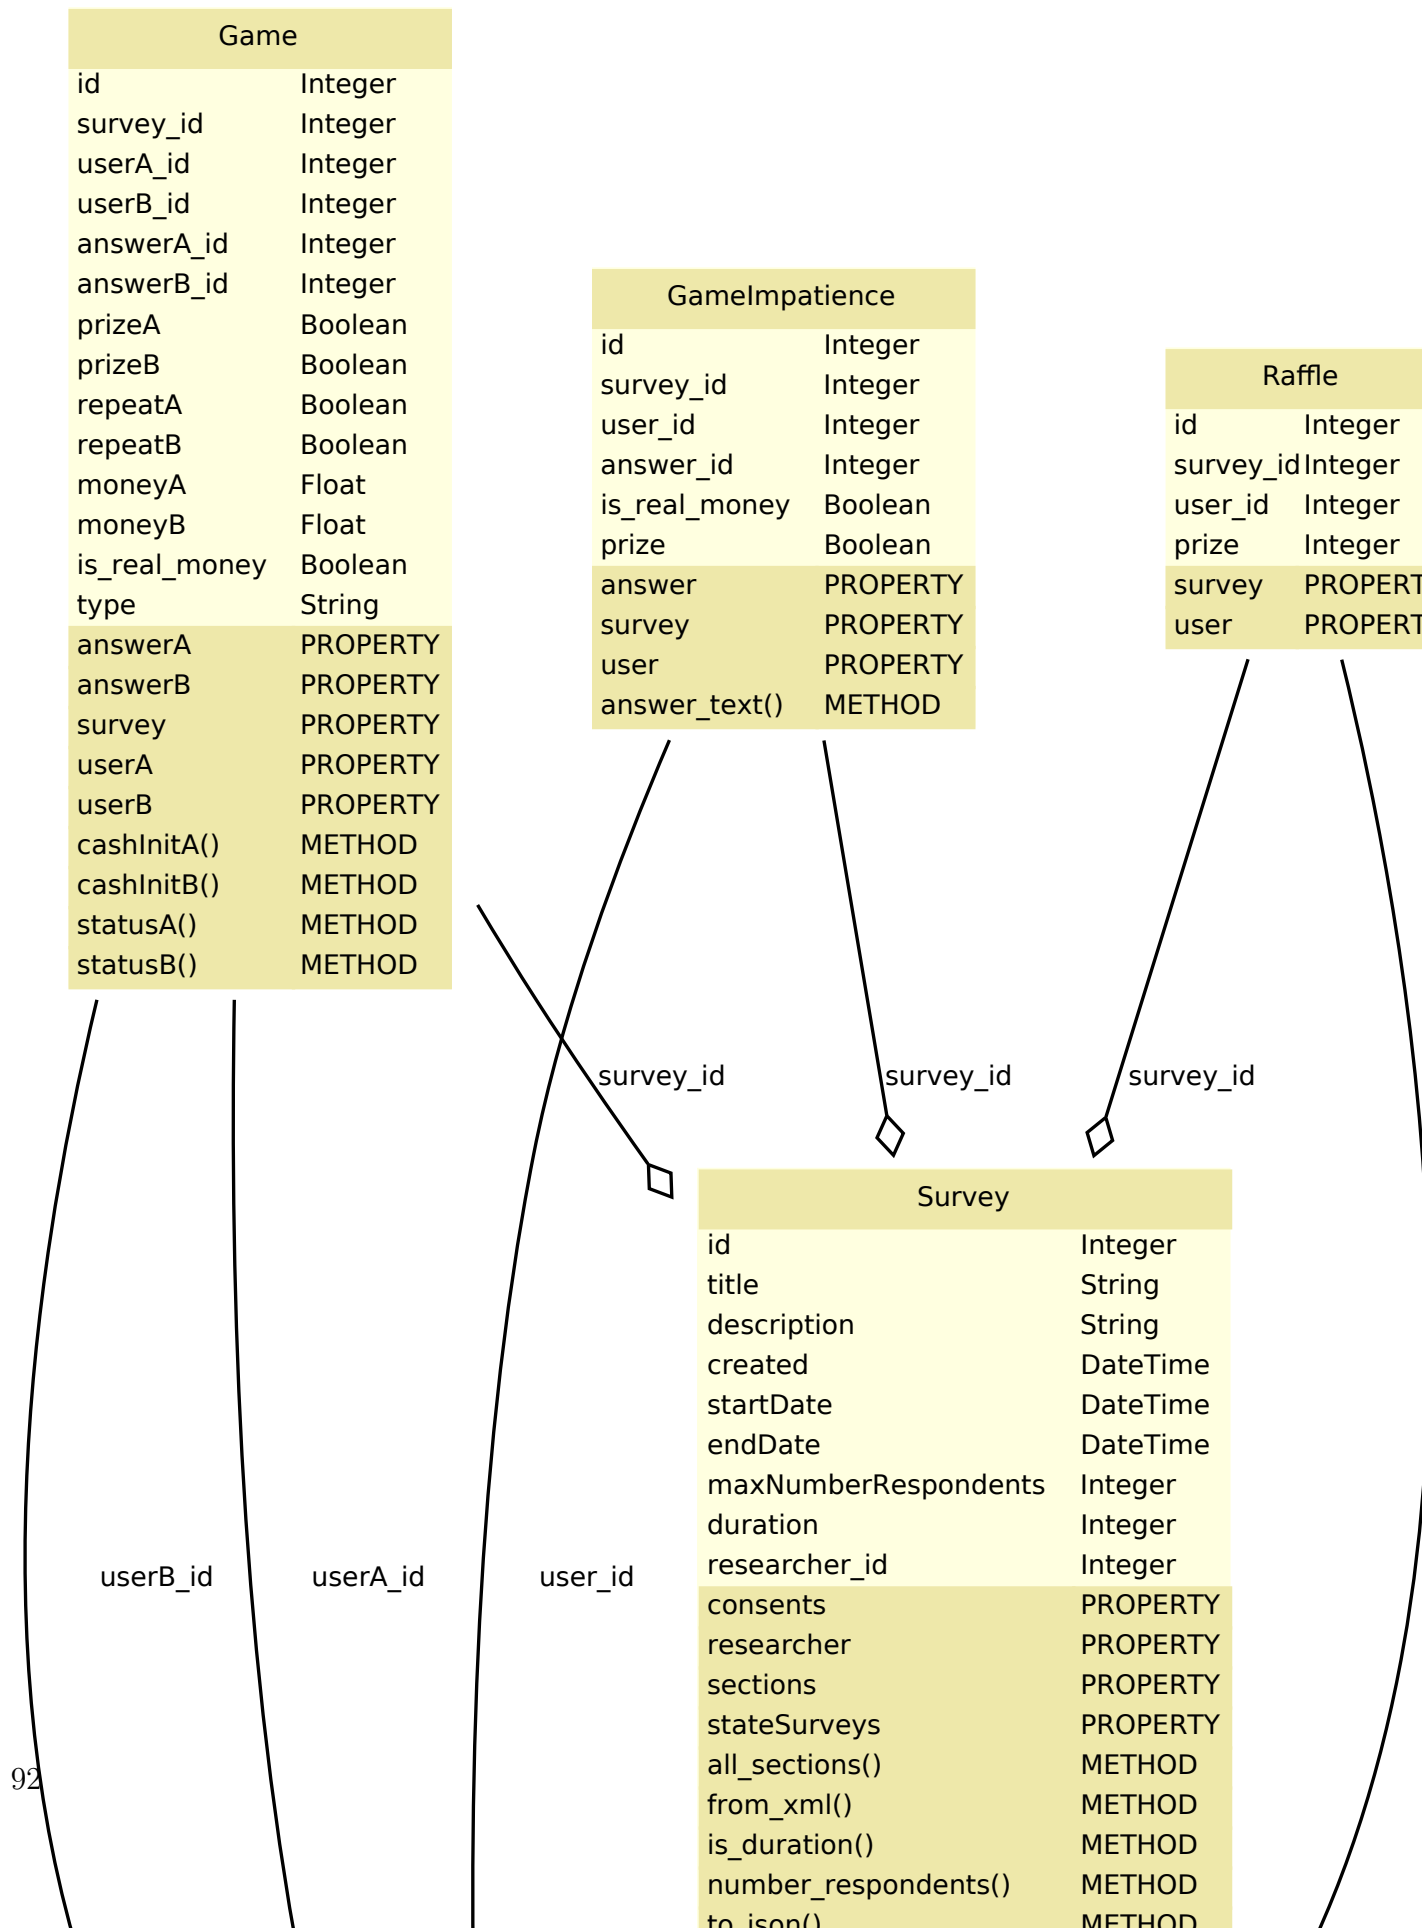 Game
id Integer
survey_id Integer
userA_id Integer
userB_id Integer
answerA_id Integer
answerB_id Integer
prizeA Boolean
prizeB Boolean
repeatA Boolean
repeatB Boolean
moneyA Float
moneyB Float
is_real_money Boolean
type String
answerA PROPERTY
answerB PROPERTY
survey PROPERTY
userA PROPERTY
userB PROPERTY
cashInitA() METHOD
cashInitB() METHOD
statusA() METHOD
statusB() METHOD
GameImpatience
id Integer
survey_id Integer
user_id Integer
answer_id Integer
is_real_money Boolean
prize Boolean
answer PROPERTY
survey PROPERTY
user PROPERTY
answer_text() METHOD
Raffle
id Integer
survey_id Integer
user_id Integer
prize Integer
survey PROPERT
user PROPERT
survey_id
survey_id
survey_id
Survey
id Integer
title String
description String
created DateTime
startDate DateTime
endDate DateTime
maxNumberRespondents Integer
duration Integer
researcher_id Integer
consents PROPERTY
researcher PROPERTY
sections PROPERTY
stateSurveys PROPERTY
all_sections() METHOD
from_xml() METHOD
is_duration() METHOD
number_respondents() METHOD
to_json() METHOD
userB_id
userA_id
user_id
92